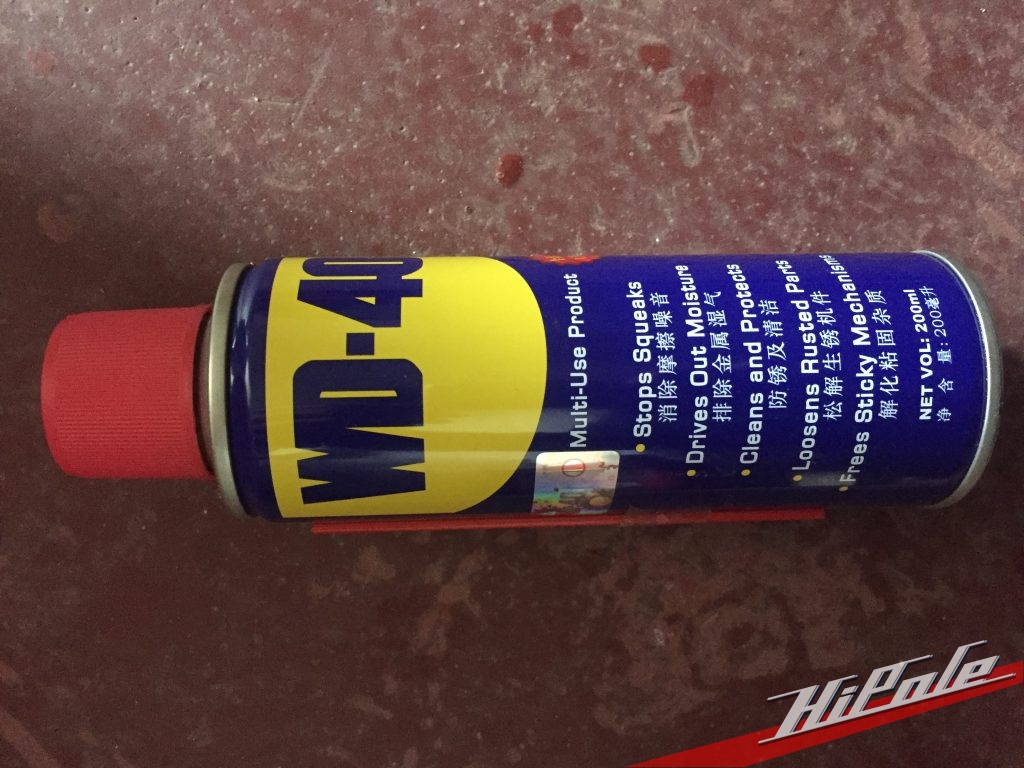 WD-40
Multi-Use Product
Stops Squeaks
消除摩擦噪音
Drives Out Moisture
排除金属湿气
Cleans and Protects
防锈及清洁
Loosens Rusted Parts
松解生锈机件
Frees Sticky Mechanisms
解化粘固杂质
NET VOL: 200ml
净 含 量:200毫升
HiPole